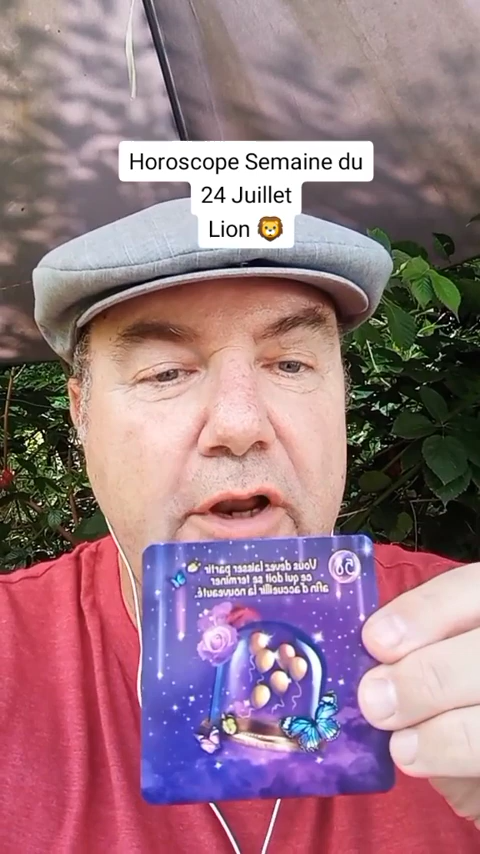 Horoscope Semaine du
24 Juillet
Lion 🦁
58
Vous devez laisser partir
ce qui doit se terminer
afin d'accueillir la nouveauté.